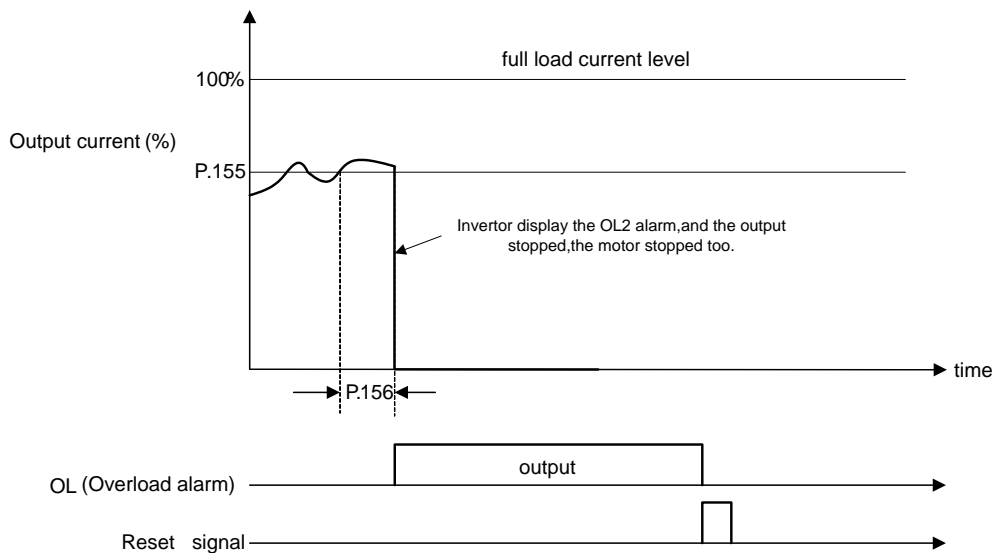 full load current level
100%
Output current (%)
P.155
Invertor display the OL2 alarm,and the output
stopped,the motor stopped too.
time
P.156
output
OL (Overload alarm)
Reset signal